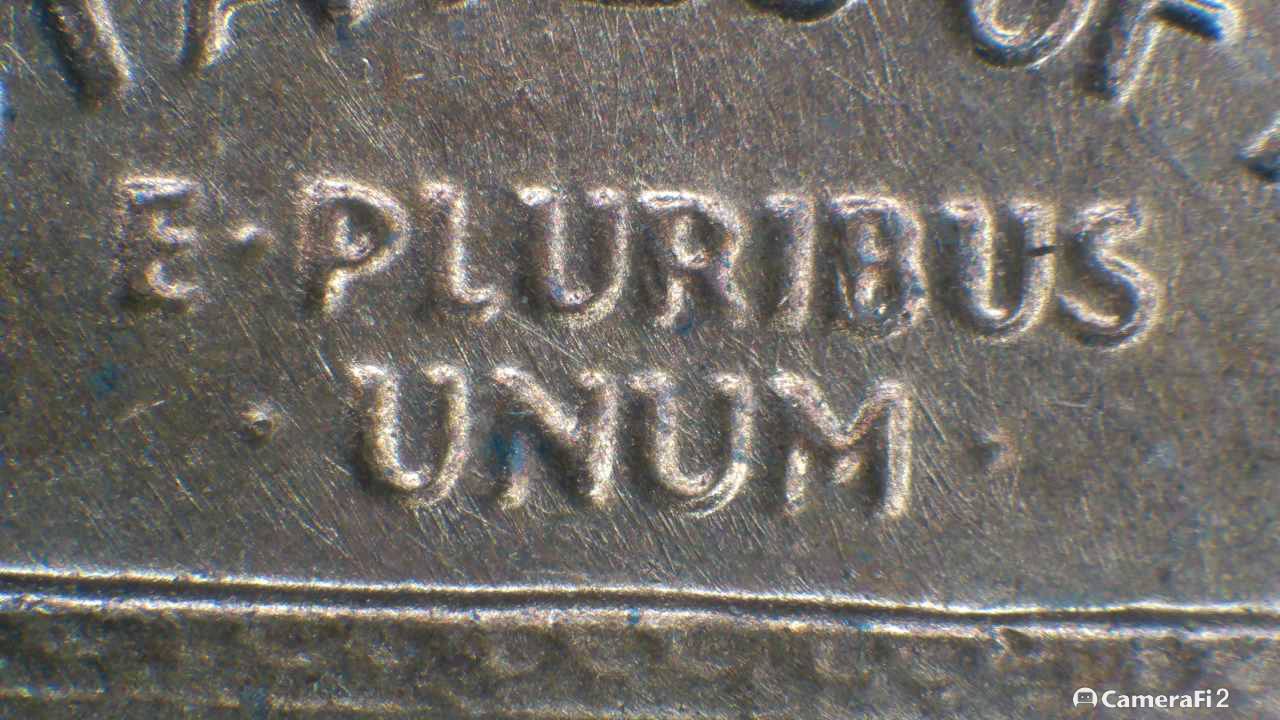 E · PLURIBUS
· UNUM ·
CameraFi2